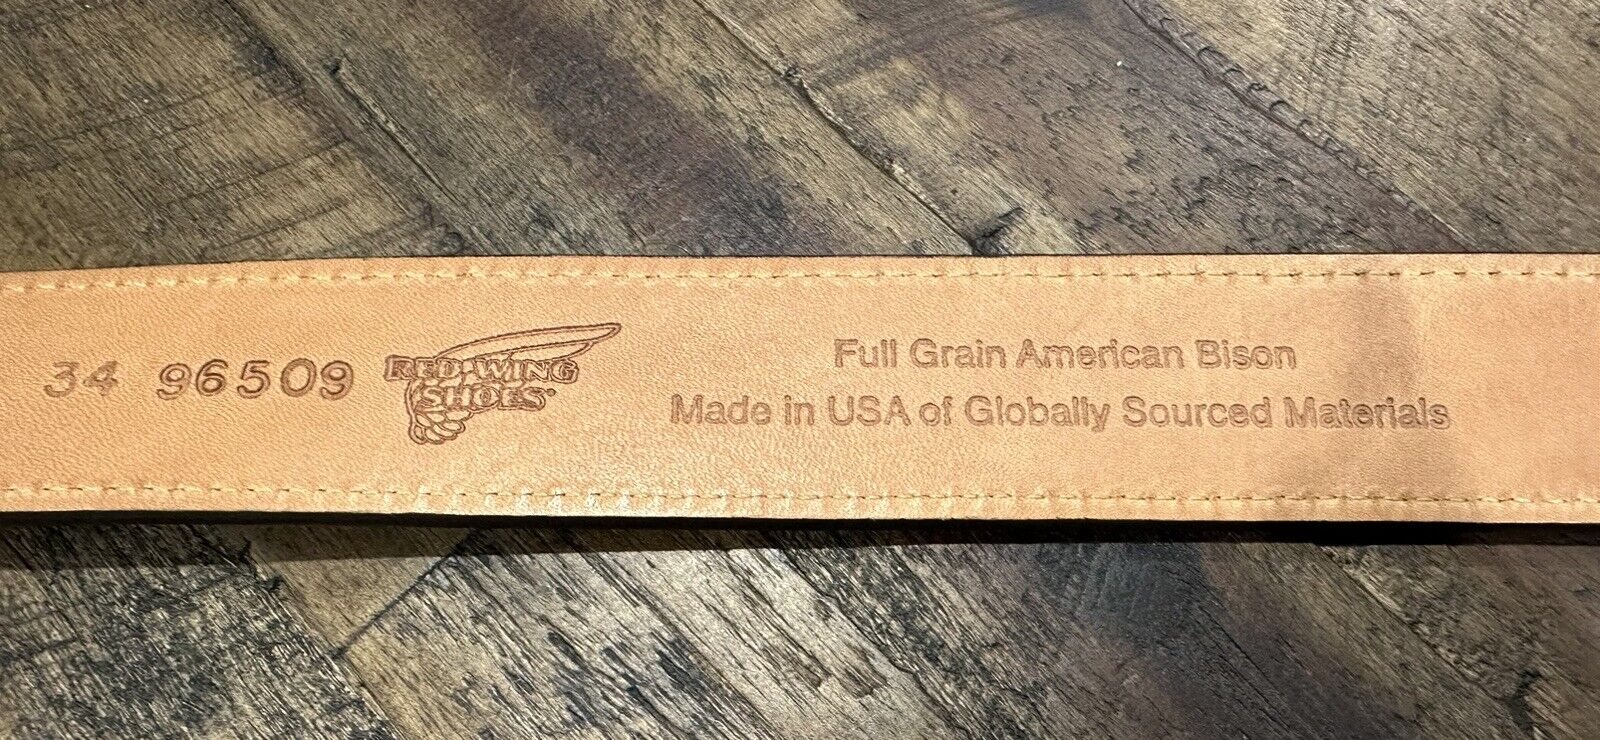 34 96509
RED WING
SHOES®
Full Grain American Bison
Made in USA of Globally Sourced Materials